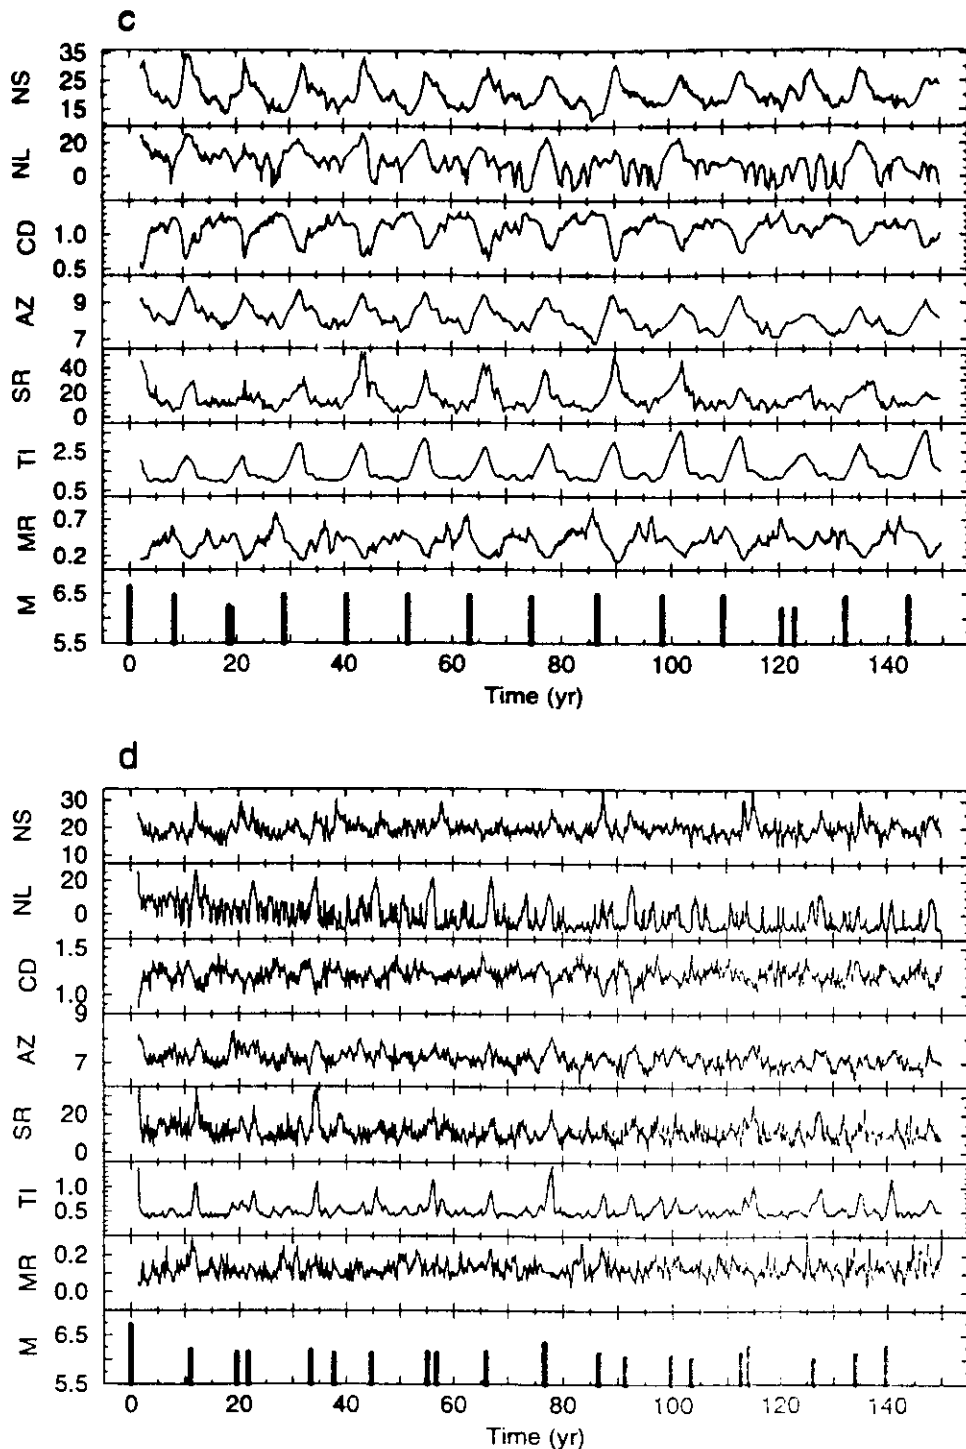 c
NS 35 25 15
NL 20 0
CD 1.0 0.5
AZ 9 7
SR 40 20 0
TI 2.5 0.5
MR 0.7 0.2
M 6.5 5.5
0 20 40 60 80 100 120 140
Time (yr)
d
NS 30 20 10
NL 20 0
CD 1.5 1.0
AZ 9 8 7
SR 20 0
TI 1.0 0.5
MR 0.2 0.0
M 6.5 5.5
0 20 40 60 80 100 120 140
Time (yr)